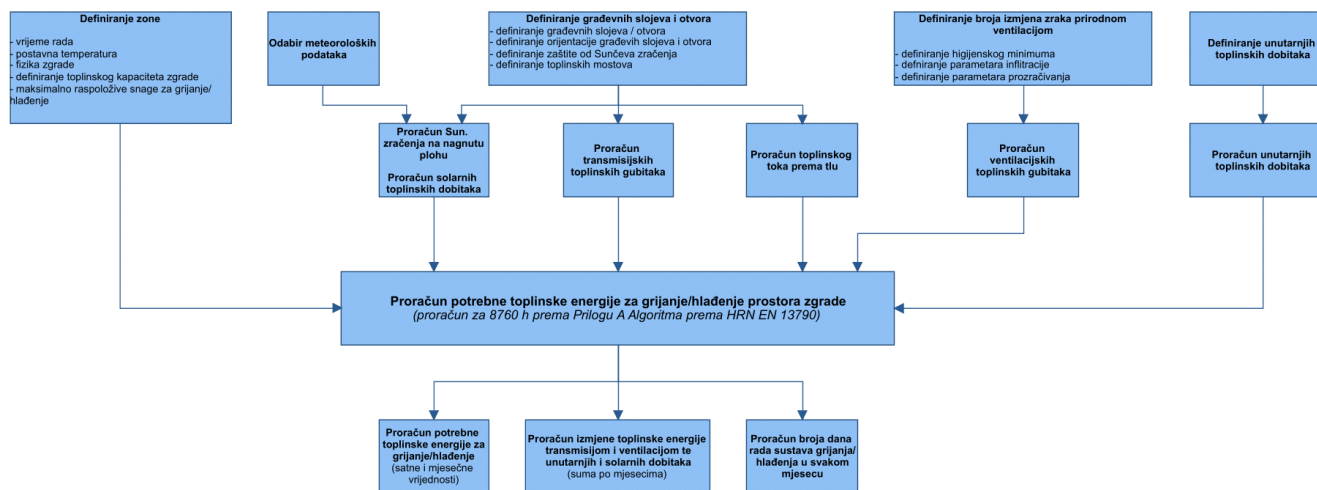 Definiranje zone
- vrijeme rada
- postavna temperatura
- fizika zgrade
- definiranje toplinskog kapaciteta zgrade
- maksimalno raspoložive snage za grijanje/
hlađenje
Odabir meteoroloških
podataka
Definiranje građevnih slojeva i otvora
- definiranje građevnih slojeva / otvora
- definiranje orijentacije građevih slojeva i otvora
- definiranje zaštite od Sunčeva zračenja
- definiranje toplinskih mostova
Definiranje broja izmjena zraka prirodnom
ventilacijom
- definiranje higijenskog minimuma
- defniranje parametara inflitracije
- definiranje parametara prozračivanja
Definiranje unutarnjih
toplinskih dobitaka
Proračun Sun.
zračenja na nagnutu
plohu
Proračun solarnih
toplinskih dobitaka
Proračun
transmisijskih
toplinskih gubitaka
Proračun toplinskog
toka prema tlu
Proračun
ventilacijskih
toplinskih gubitaka
Proračun unutarnjih
toplinskih dobitaka
Proračun potrebne toplinske energije za grijanje/hlađenje prostora zgrade
(proračun za 8760 h prema Prilogu A Algoritma prema HRN EN 13790)
Proračun potrebne
toplinske energije za
grijanje/hlađenje
(satne i mjesečne
vrijednosti)
Proračun izmjene toplinske energije
transmisijom i ventilacijom te
unutarnjih i solarnih dobitaka
(suma po mjesecima)
Proračun broja dana
rada sustava grijanja/
hlađenja u svakom
mjesecu